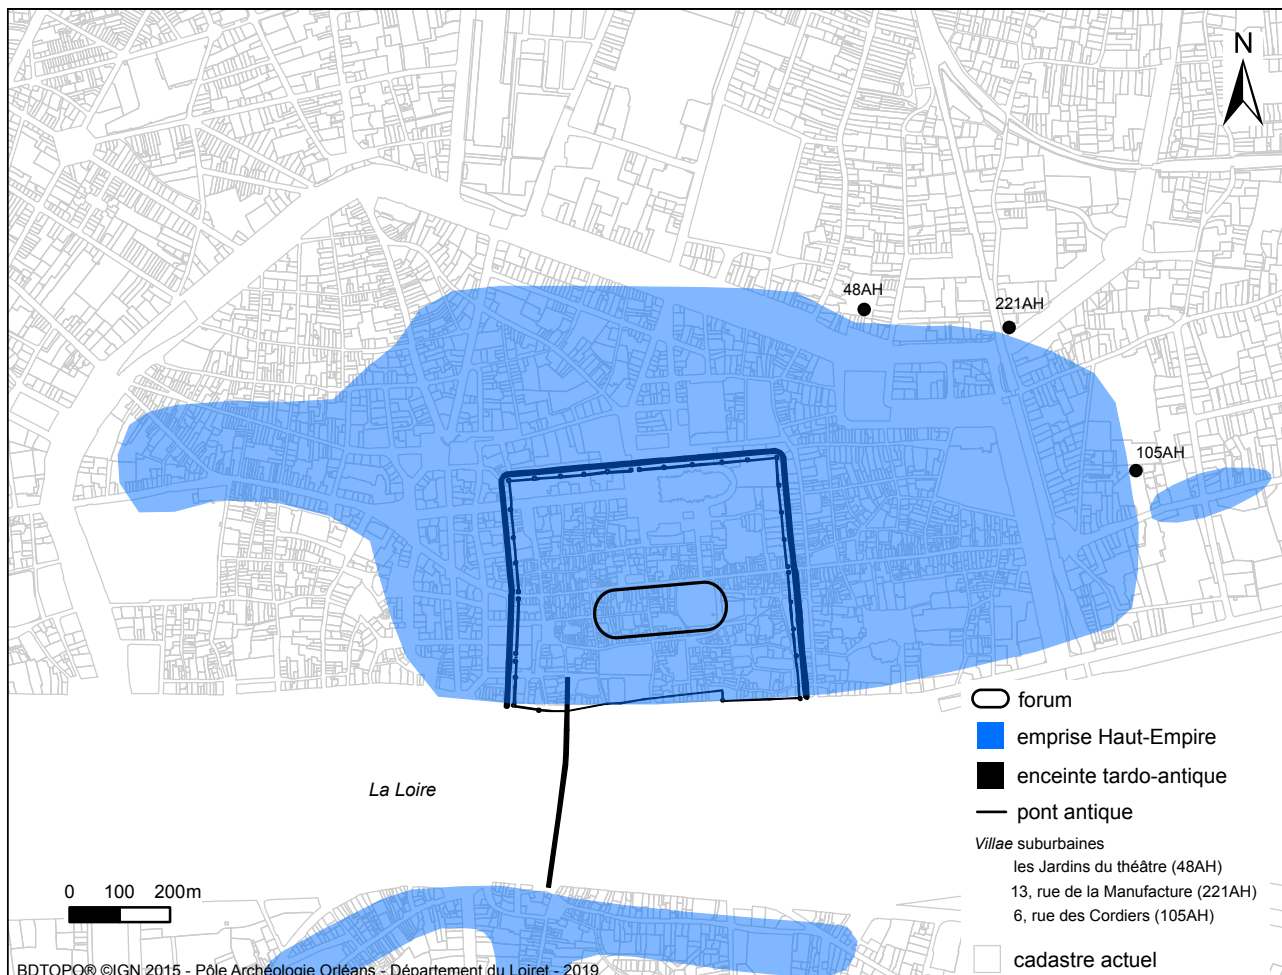 N
48AH
221AH
105AH
forum
emprise Haut-Empire
enceinte tardo-antique
La Loire
pont antique
Villae suburbaines
les Jardins du théâtre (48AH)
13, rue de la Manufacture (221AH)
6, rue des Cordiers (105AH)
0 100 200m
cadastre actuel
BDTOPO® ©IGN 2015 - Pôle Archéologie Orléans - Département du Loiret - 2019